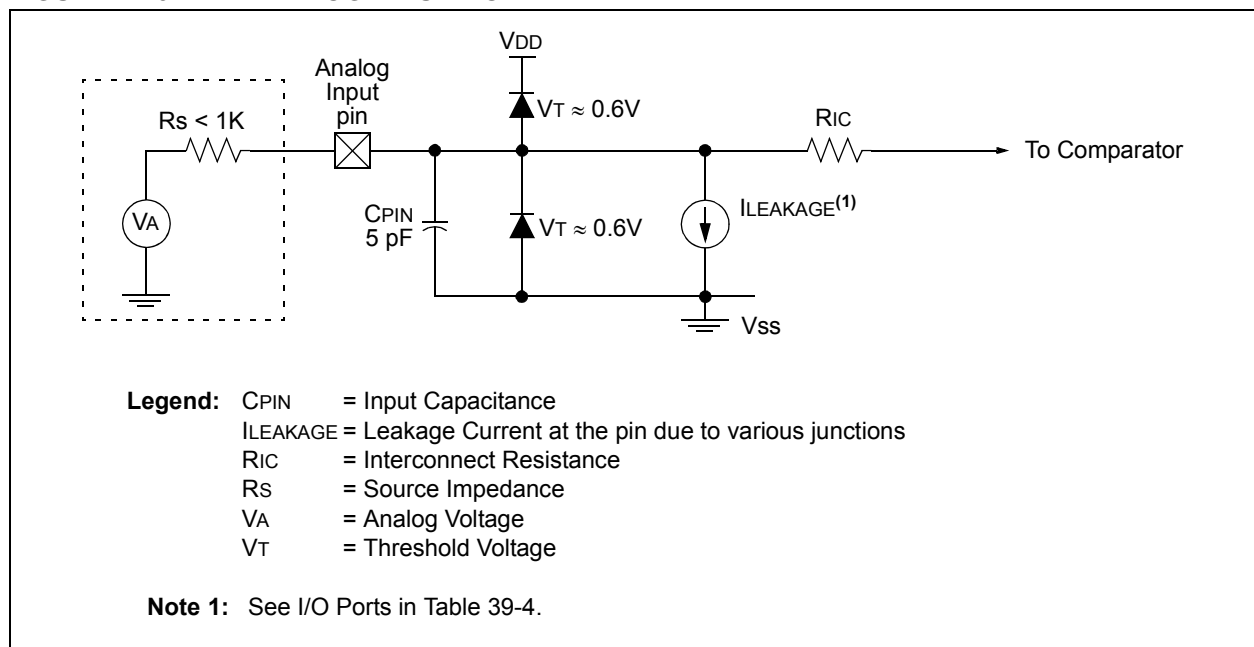 VDD
Analog
Input
pin
VT ≈ 0.6V
Rs < 1K
RIC
To Comparator
VA
CPIN
5 pF
VT ≈ 0.6V
ILEAKAGE(1)
Vss
Legend: CPIN = Input Capacitance
ILEAKAGE = Leakage Current at the pin due to various junctions
RIC = Interconnect Resistance
RS = Source Impedance
VA = Analog Voltage
VT = Threshold Voltage
Note 1: See I/O Ports in Table 39-4.